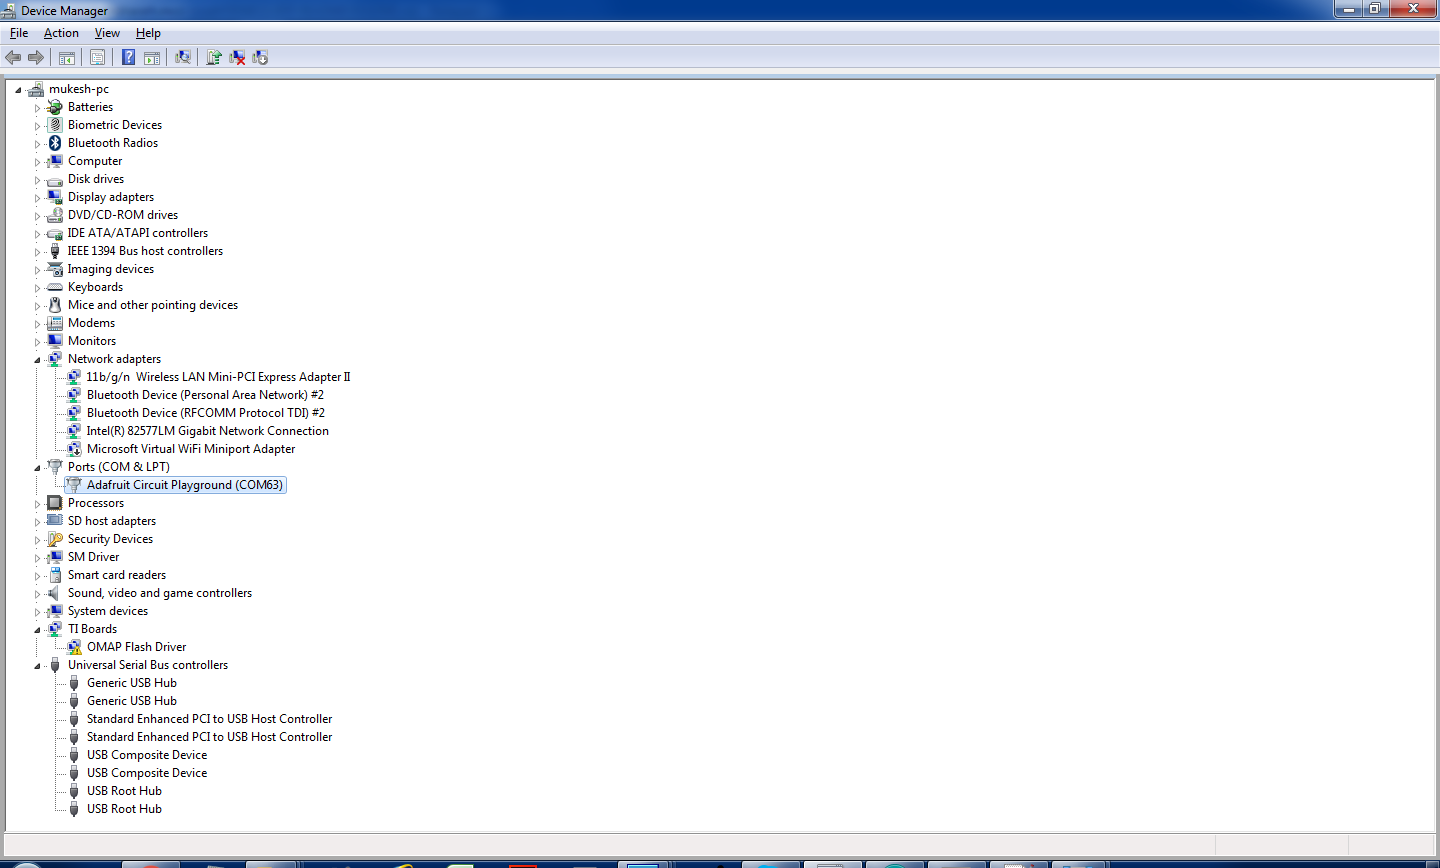 Device Manager
File Action View Help
mukesh-pc
Batteries
Biometric Devices
Bluetooth Radios
Computer
Disk drives
Display adapters
DVD/CD-ROM drives
IDE ATA/ATAPI controllers
IEEE 1394 Bus host controllers
Imaging devices
Keyboards
Mice and other pointing devices
Modems
Monitors
Network adapters
11b/g/n  Wireless LAN Mini-PCI Express Adapter II
Bluetooth Device (Personal Area Network) #2
Bluetooth Device (RFCOMM Protocol TDI) #2
Intel(R) 82577LM Gigabit Network Connection
Microsoft Virtual WiFi Miniport Adapter
Ports (COM & LPT)
Adafruit Circuit Playground (COM63)
Processors
SD host adapters
Security Devices
SM Driver
Smart card readers
Sound, video and game controllers
System devices
TI Boards
OMAP Flash Driver
Universal Serial Bus controllers
Generic USB Hub
Generic USB Hub
Standard Enhanced PCI to USB Host Controller
Standard Enhanced PCI to USB Host Controller
USB Composite Device
USB Composite Device
USB Root Hub
USB Root Hub